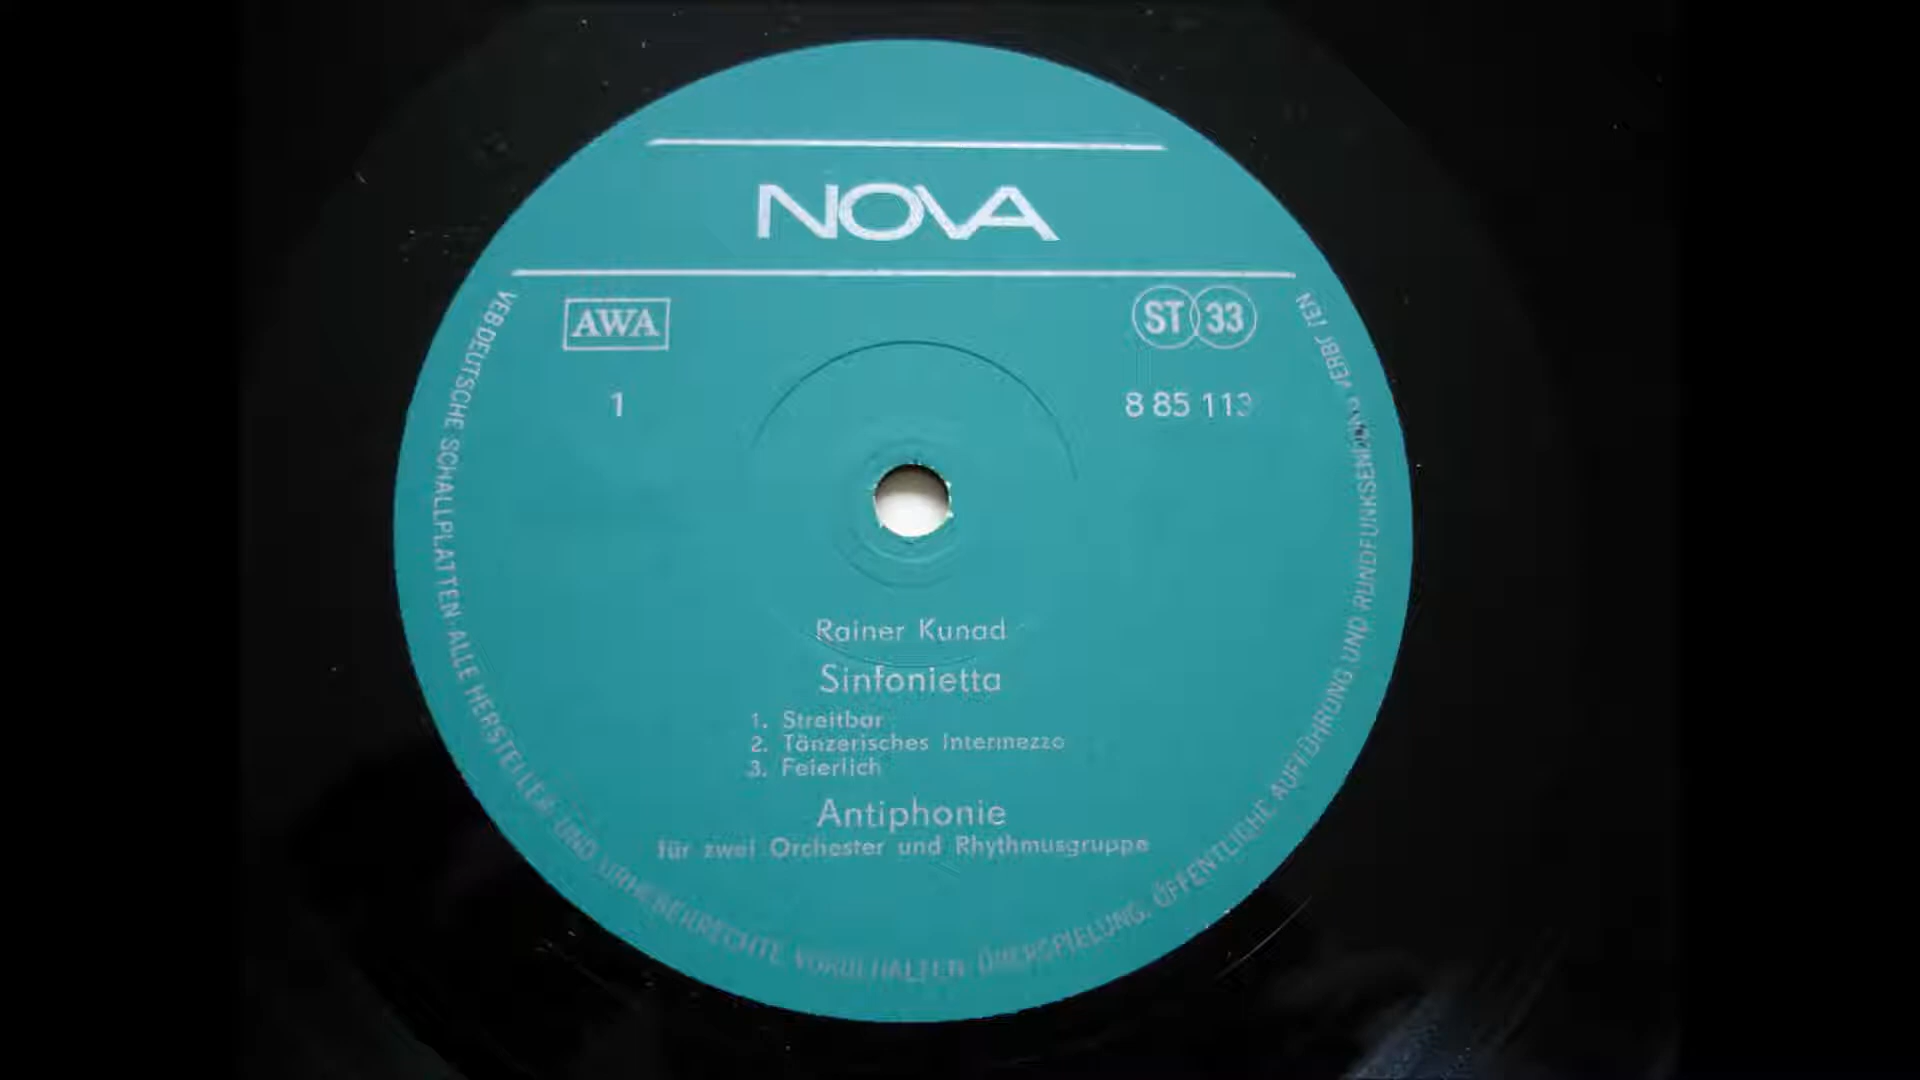 NOVA
AWA
ST 33
1
8 85 113
Rainer Kunad
Sinfonietta
1. Streitbar
2. Tänzerisches Intermezzo
3. Feierlich
Antiphonie
für zwei Orchester und Rhythmusgruppe
VEB DEUTSCHE SCHALLPLATTEN · ALLE HERSTELLER- UND URHEBERRECHTE VORBEHALTEN · ÜBERSPIELUNG, ÖFFENTLICHE AUFFÜHRUNG UND RUNDFUNKSENDUNG VERBOTEN